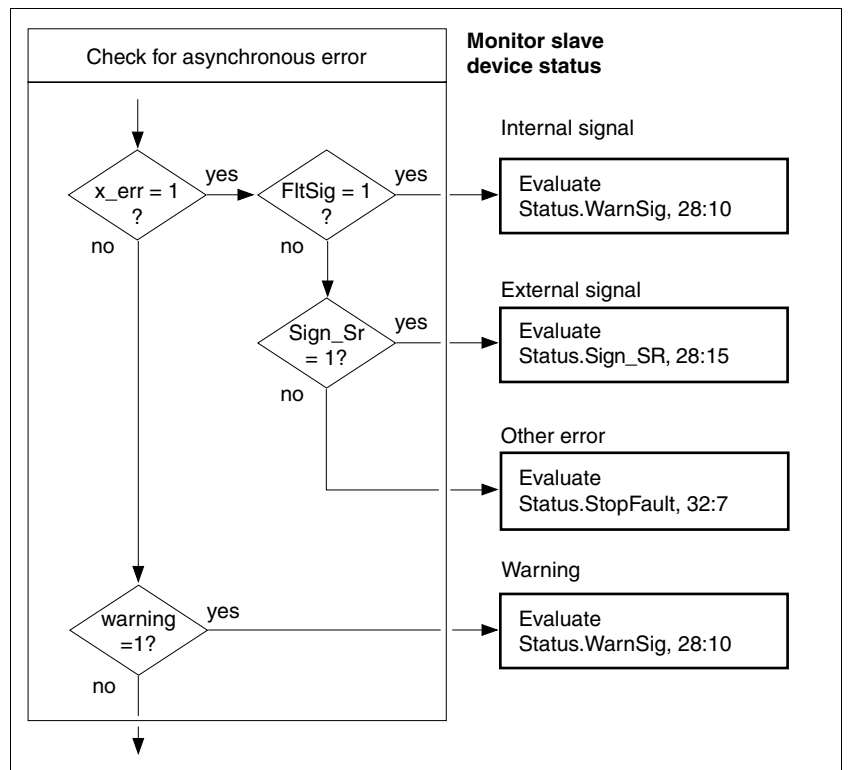 Check for asynchronous error
Monitor slave
device status
Internal signal
x_err = 1
?
yes
no
FltSig = 1
?
yes
no
Evaluate
Status.WarnSig, 28:10
External signal
Sign_Sr
= 1?
yes
no
Evaluate
Status.Sign_SR, 28:15
Other error
Evaluate
Status.StopFault, 32:7
Warning
warning
=1?
yes
no
Evaluate
Status.WarnSig, 28:10